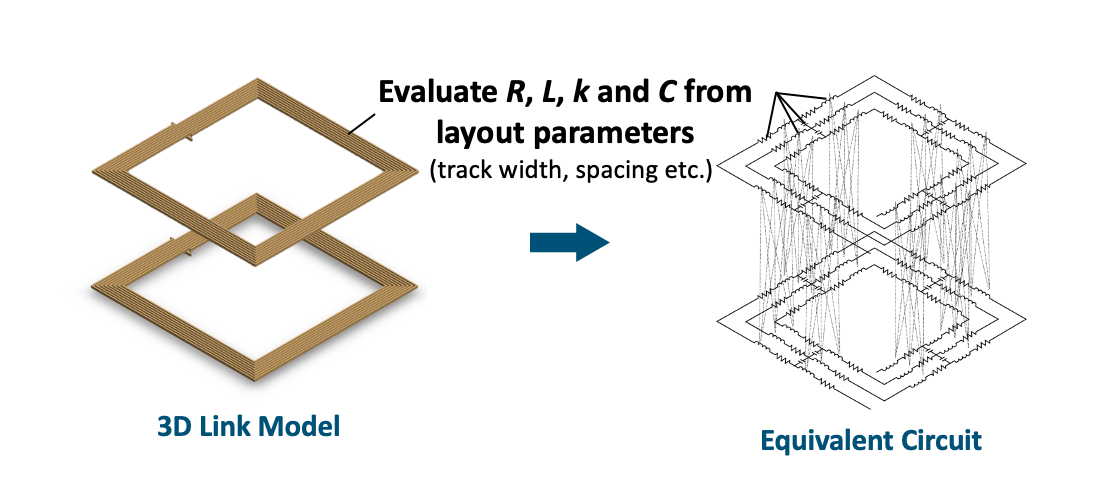 Evaluate R, L, k and C from
layout parameters
(track width, spacing etc.)
3D Link Model
Equivalent Circuit